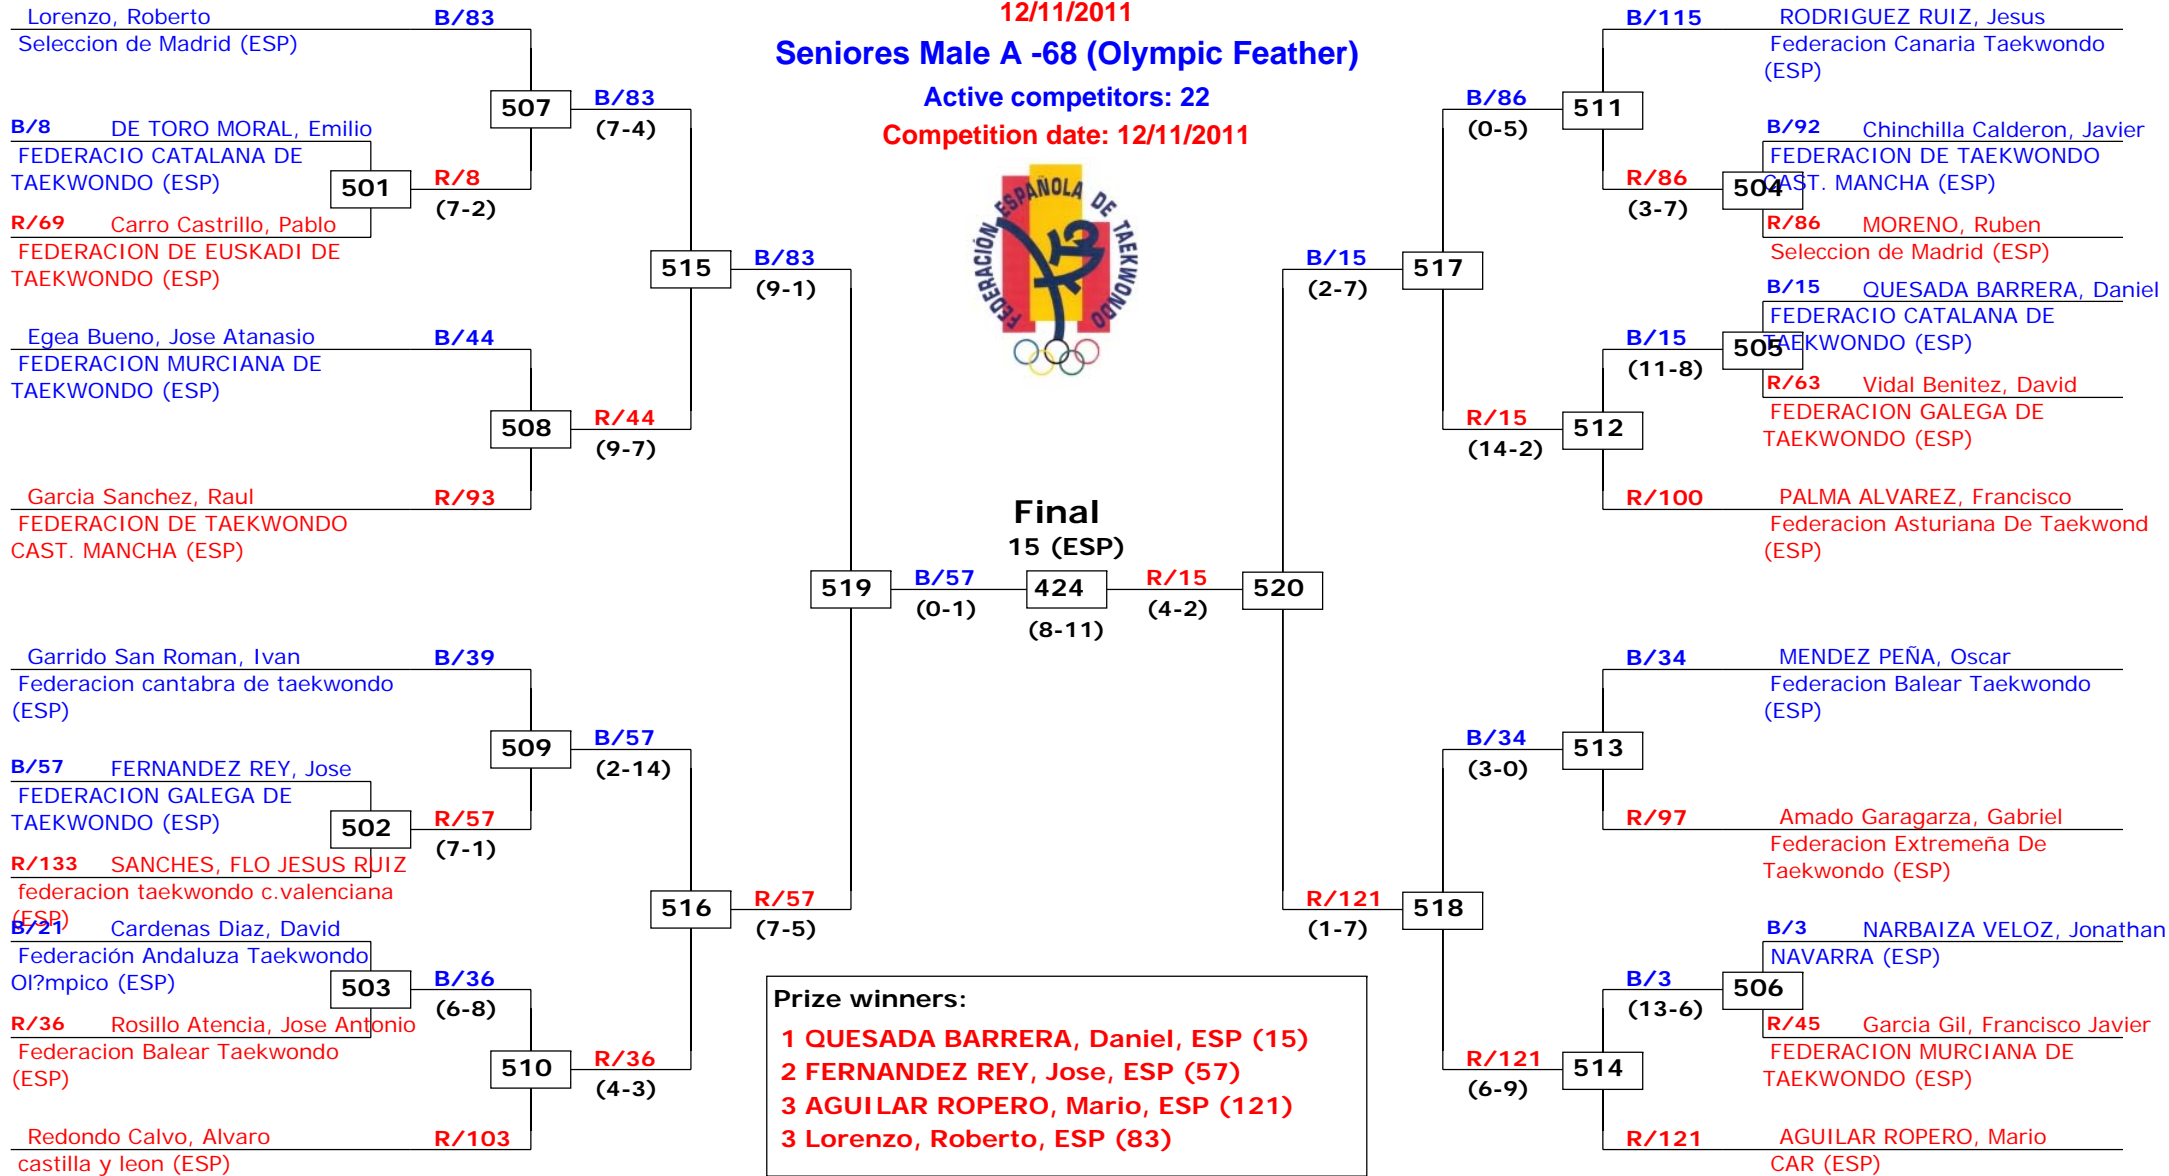 12/11/2011
Seniores Male A -68 (Olympic Feather)
Active competitors: 22
Competition date: 12/11/2011
FEDERACIÓN ESPAÑOLA DE TAEKWONDO
Lorenzo, Roberto B/83
Seleccion de Madrid (ESP)
507 B/83
(7-4)
B/8 DE TORO MORAL, Emilio
FEDERACIO CATALANA DE
TAEKWONDO (ESP)
501 R/8
(7-2)
R/69 Carro Castrillo, Pablo
FEDERACION DE EUSKADI DE
TAEKWONDO (ESP)
515 B/83
(9-1)
Egea Bueno, Jose Atanasio B/44
FEDERACION MURCIANA DE
TAEKWONDO (ESP)
508 R/44
(9-7)
Garcia Sanchez, Raul R/93
FEDERACION DE TAEKWONDO
CAST. MANCHA (ESP)
519 B/57
(0-1)
Garrido San Roman, Ivan B/39
Federacion cantabra de taekwondo
(ESP)
509 B/57
(2-14)
B/57 FERNANDEZ REY, Jose
FEDERACION GALEGA DE
TAEKWONDO (ESP)
502 R/57
(7-1)
R/133 SANCHES, FLO JESUS RUIZ
federacion taekwondo c.valenciana
(ESP)
516 R/57
(7-5)
B/21 Cardenas Diaz, David
Federación Andaluza Taekwondo
Ol?mpico (ESP)
503 B/36
(6-8)
R/36 Rosillo Atencia, Jose Antonio
Federacion Balear Taekwondo
(ESP)
510 R/36
(4-3)
Redondo Calvo, Alvaro R/103
castilla y leon (ESP)
Final
15 (ESP)
424
(8-11)
R/15 520
(4-2)
B/115 RODRIGUEZ RUIZ, Jesus
Federacion Canaria Taekwondo
(ESP)
B/86 511
(0-5)
B/92 Chinchilla Calderon, Javier
FEDERACION DE TAEKWONDO
CAST. MANCHA (ESP)
R/86 504
(3-7)
R/86 MORENO, Ruben
Seleccion de Madrid (ESP)
B/15 517
(2-7)
B/15 QUESADA BARRERA, Daniel
FEDERACIO CATALANA DE
TAEKWONDO (ESP)
B/15 505
(11-8)
R/63 Vidal Benitez, David
FEDERACION GALEGA DE
TAEKWONDO (ESP)
R/15 512
(14-2)
R/100 PALMA ALVAREZ, Francisco
Federacion Asturiana De Taekwond
(ESP)
B/34 MENDEZ PEÑA, Oscar
Federacion Balear Taekwondo
(ESP)
B/34 513
(3-0)
R/97 Amado Garagarza, Gabriel
Federacion Extremeña De
Taekwondo (ESP)
R/121 518
(1-7)
B/3 NARBAIZA VELOZ, Jonathan
NAVARRA (ESP)
B/3 506
(13-6)
R/45 Garcia Gil, Francisco Javier
FEDERACION MURCIANA DE
TAEKWONDO (ESP)
R/121 514
(6-9)
R/121 AGUILAR ROPERO, Mario
CAR (ESP)
Prize winners:
1 QUESADA BARRERA, Daniel, ESP (15)
2 FERNANDEZ REY, Jose, ESP (57)
3 AGUILAR ROPERO, Mario, ESP (121)
3 Lorenzo, Roberto, ESP (83)